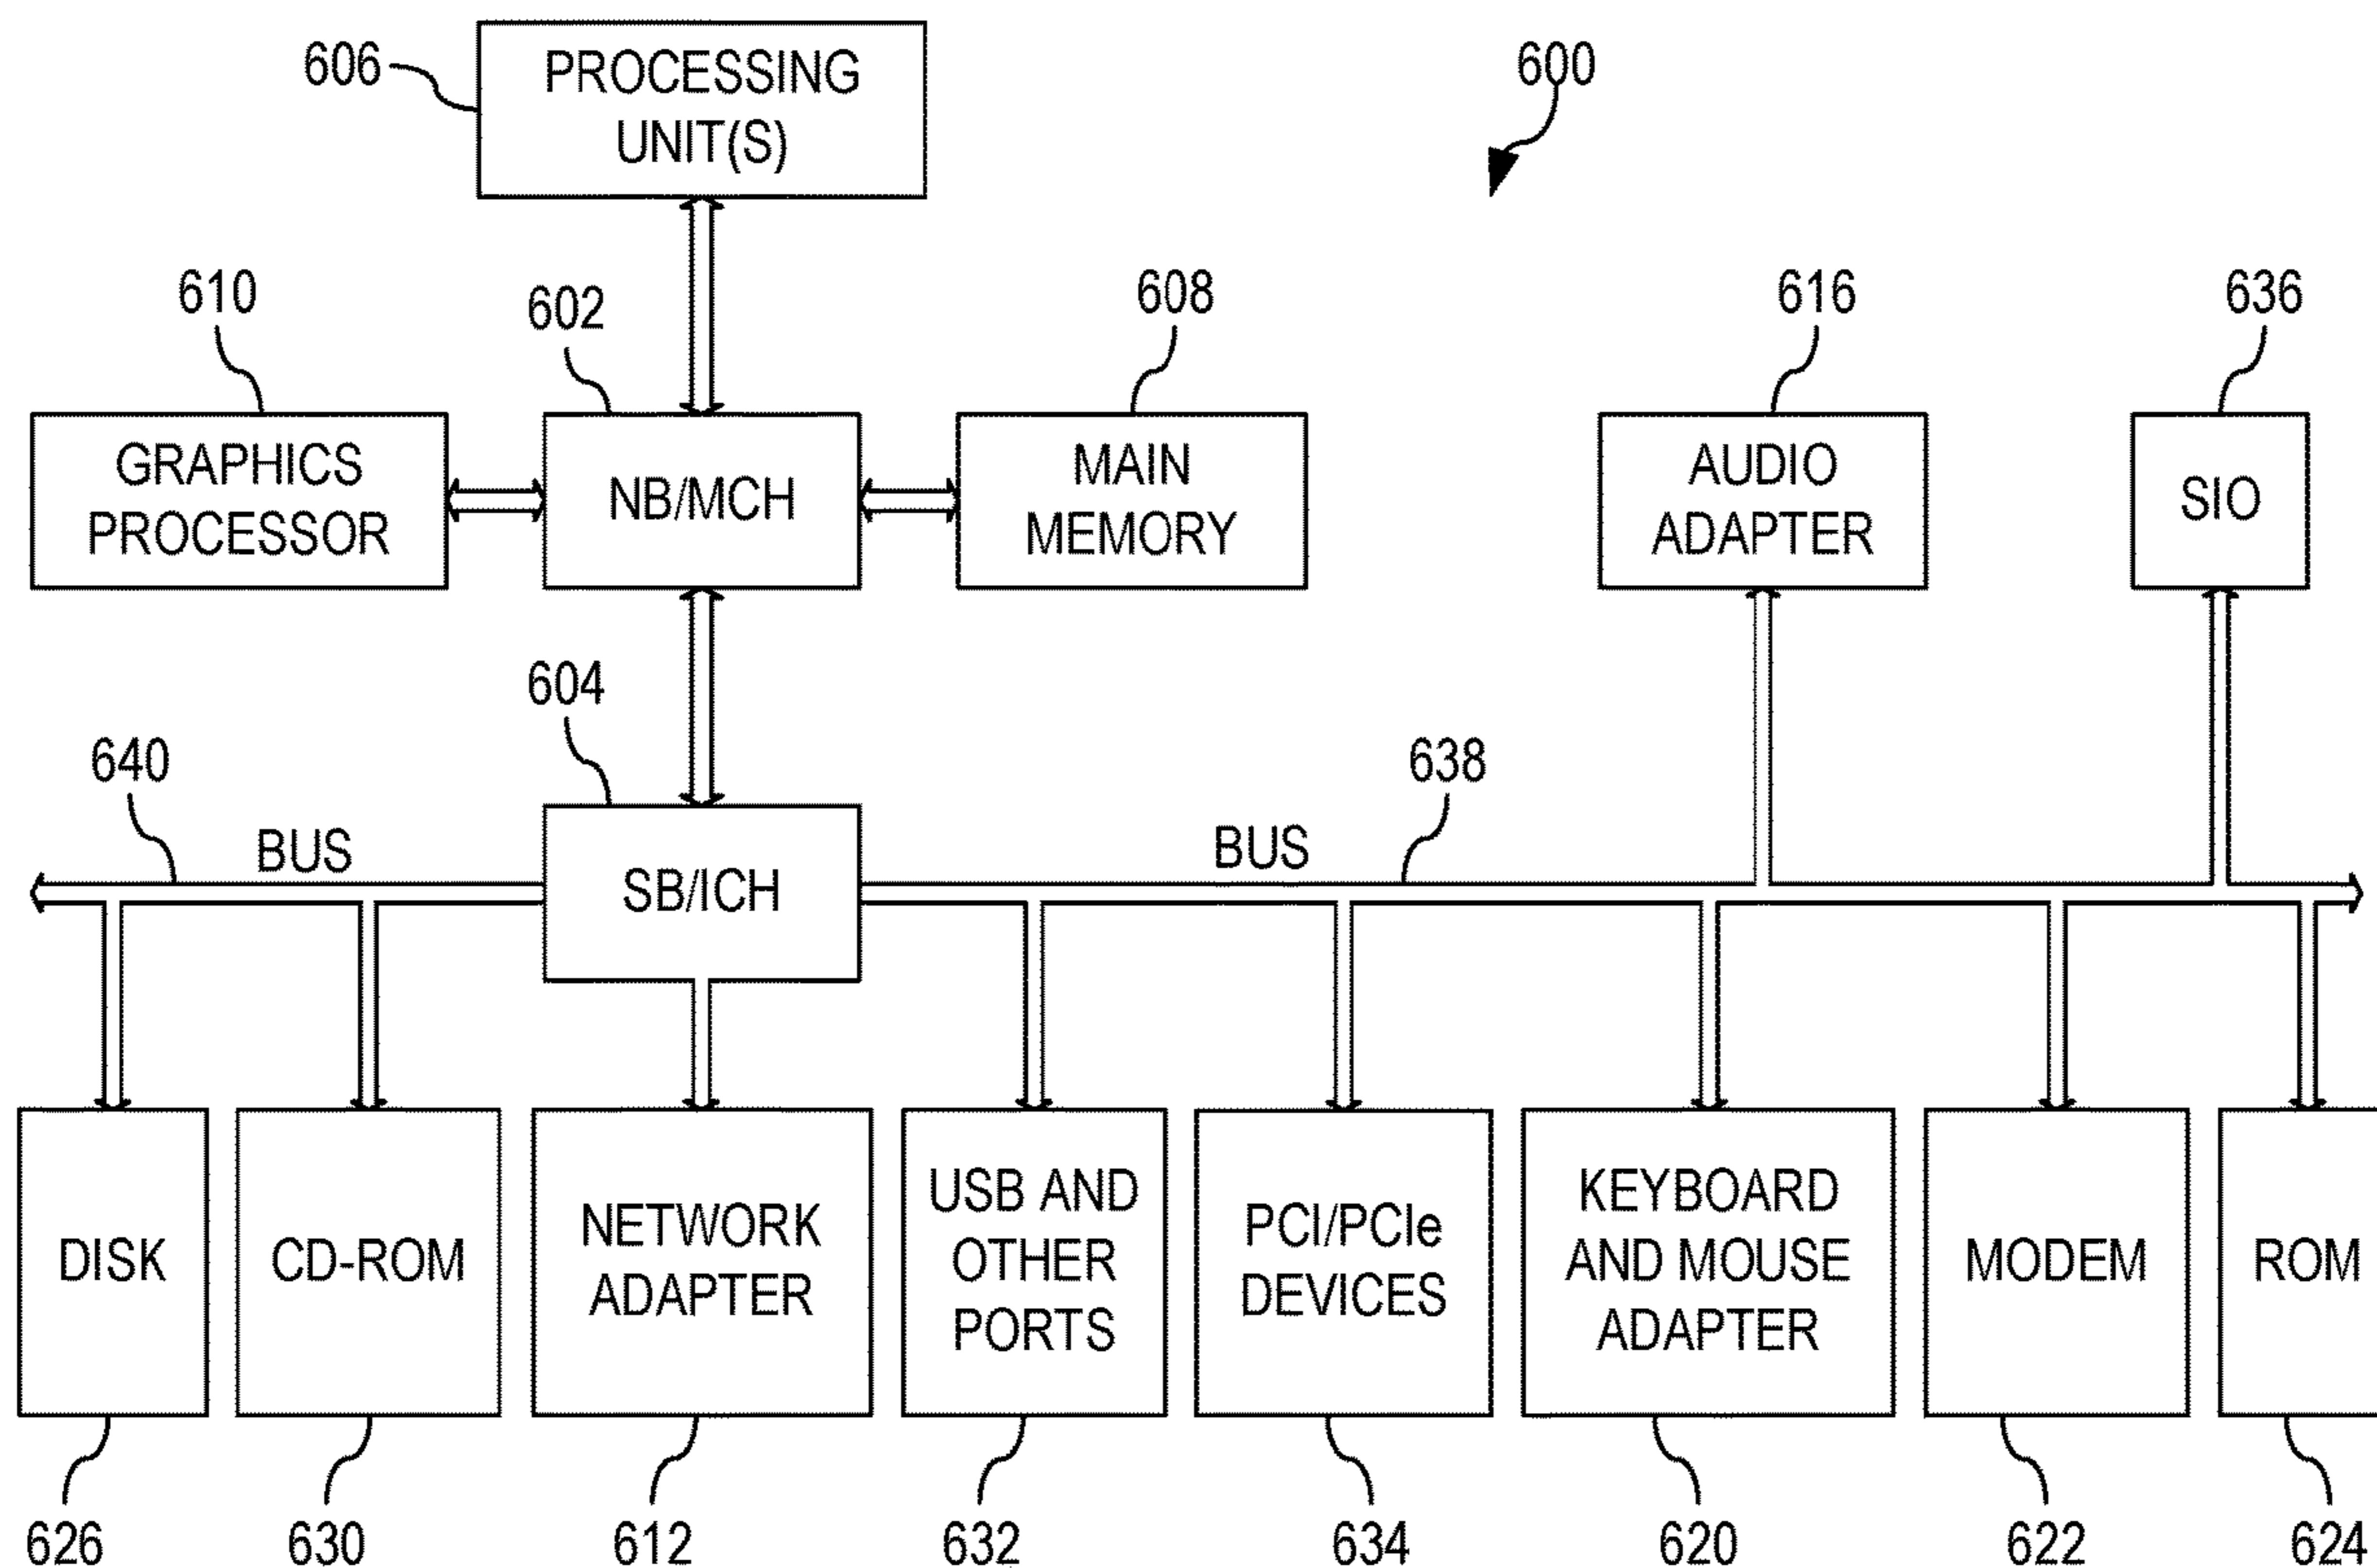 606
PROCESSING
UNIT(S)
600
610
602
608
616
636
GRAPHICS
PROCESSOR
NB/MCH
MAIN
MEMORY
AUDIO
ADAPTER
SIO
604
640
638
BUS
BUS
SB/ICH
DISK
CD-ROM
NETWORK
ADAPTER
USB AND
OTHER
PORTS
PCI/PCIe
DEVICES
KEYBOARD
AND MOUSE
ADAPTER
MODEM
ROM
626
630
612
632
634
620
622
624